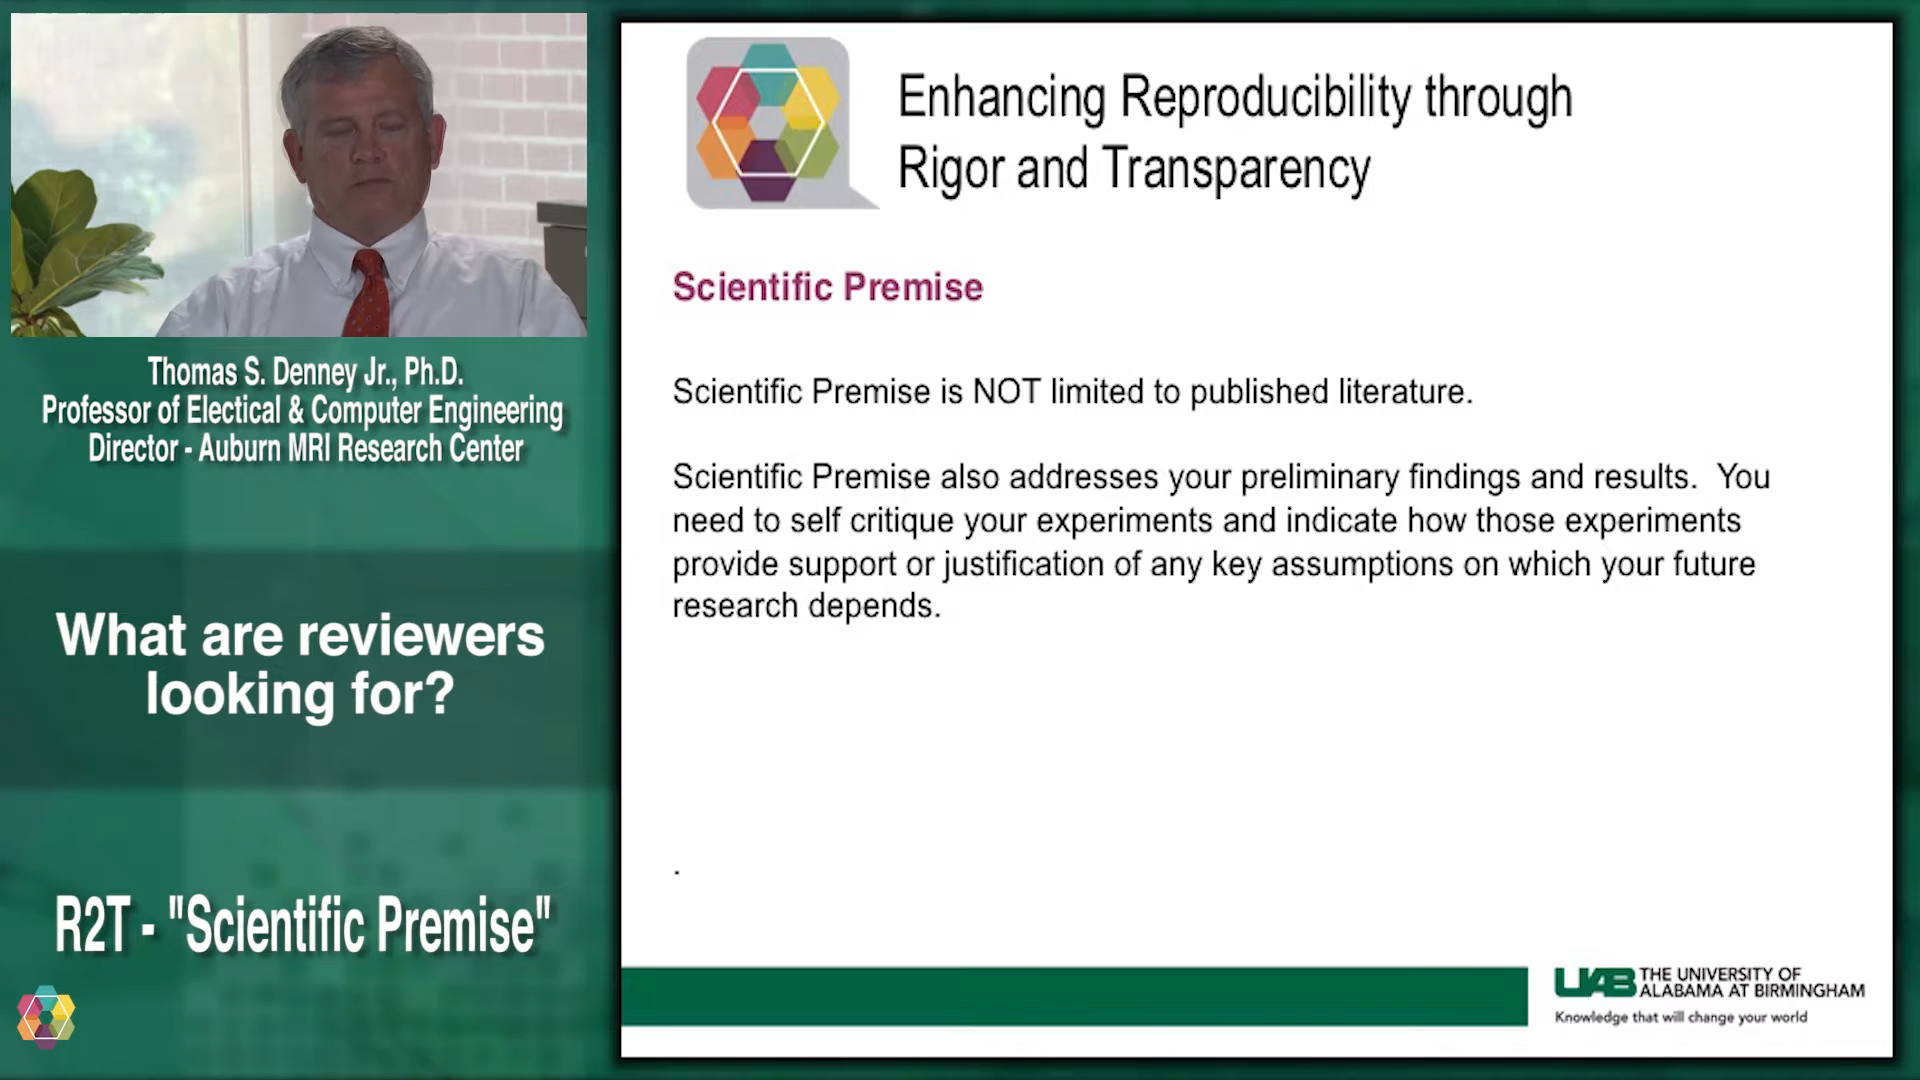 Thomas S. Denney Jr., Ph.D.
Professor of Electical & Computer Engineering
Director - Auburn MRI Research Center
What are reviewers
looking for?
R2T - "Scientific Premise"
Enhancing Reproducibility through
Rigor and Transparency
Scientific Premise
Scientific Premise is NOT limited to published literature.
Scientific Premise also addresses your preliminary findings and results.  You
need to self critique your experiments and indicate how those experiments
provide support or justification of any key assumptions on which your future
research depends.
.
UAB THE UNIVERSITY OF
ALABAMA AT BIRMINGHAM
Knowledge that will change your world